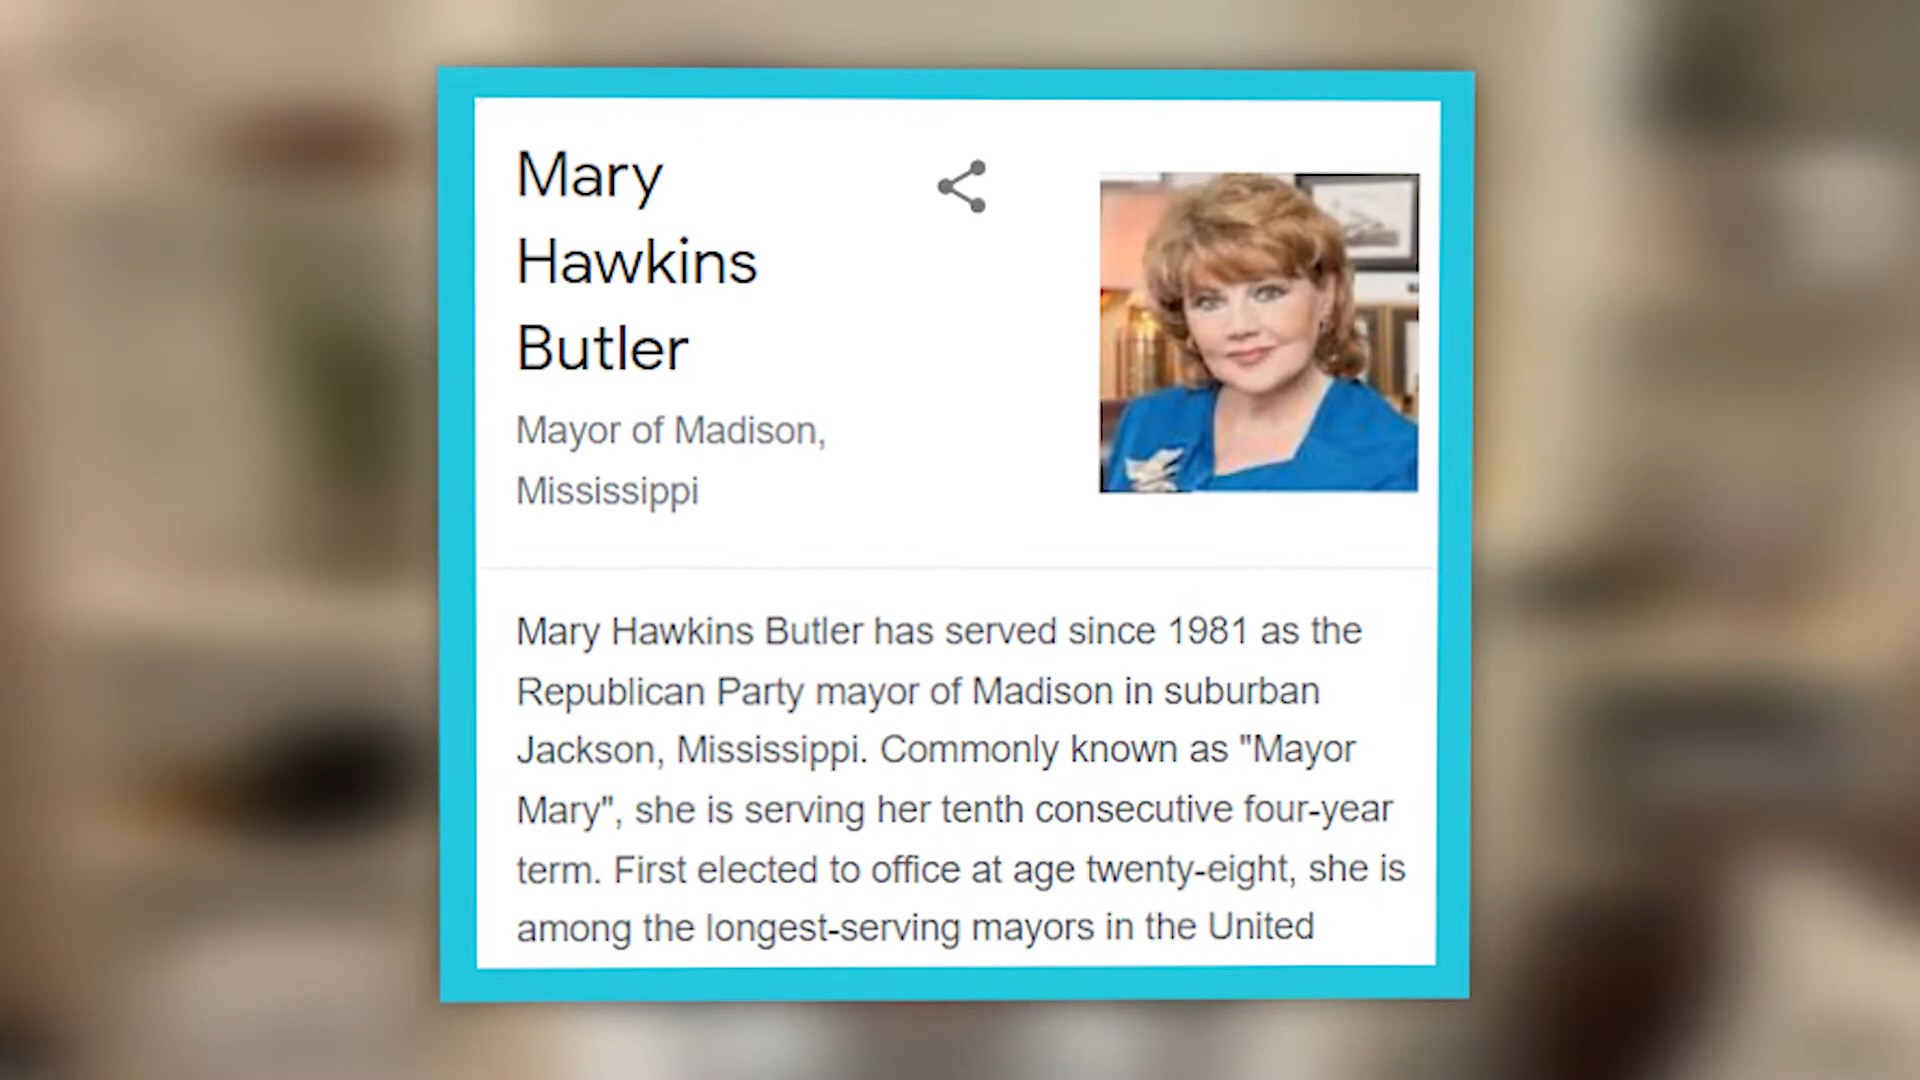 Mary
Hawkins
Butler
Mayor of Madison,
Mississippi
Mary Hawkins Butler has served since 1981 as the
Republican Party mayor of Madison in suburban
Jackson, Mississippi. Commonly known as "Mayor
Mary", she is serving her tenth consecutive four-year
term. First elected to office at age twenty-eight, she is
among the longest-serving mayors in the United